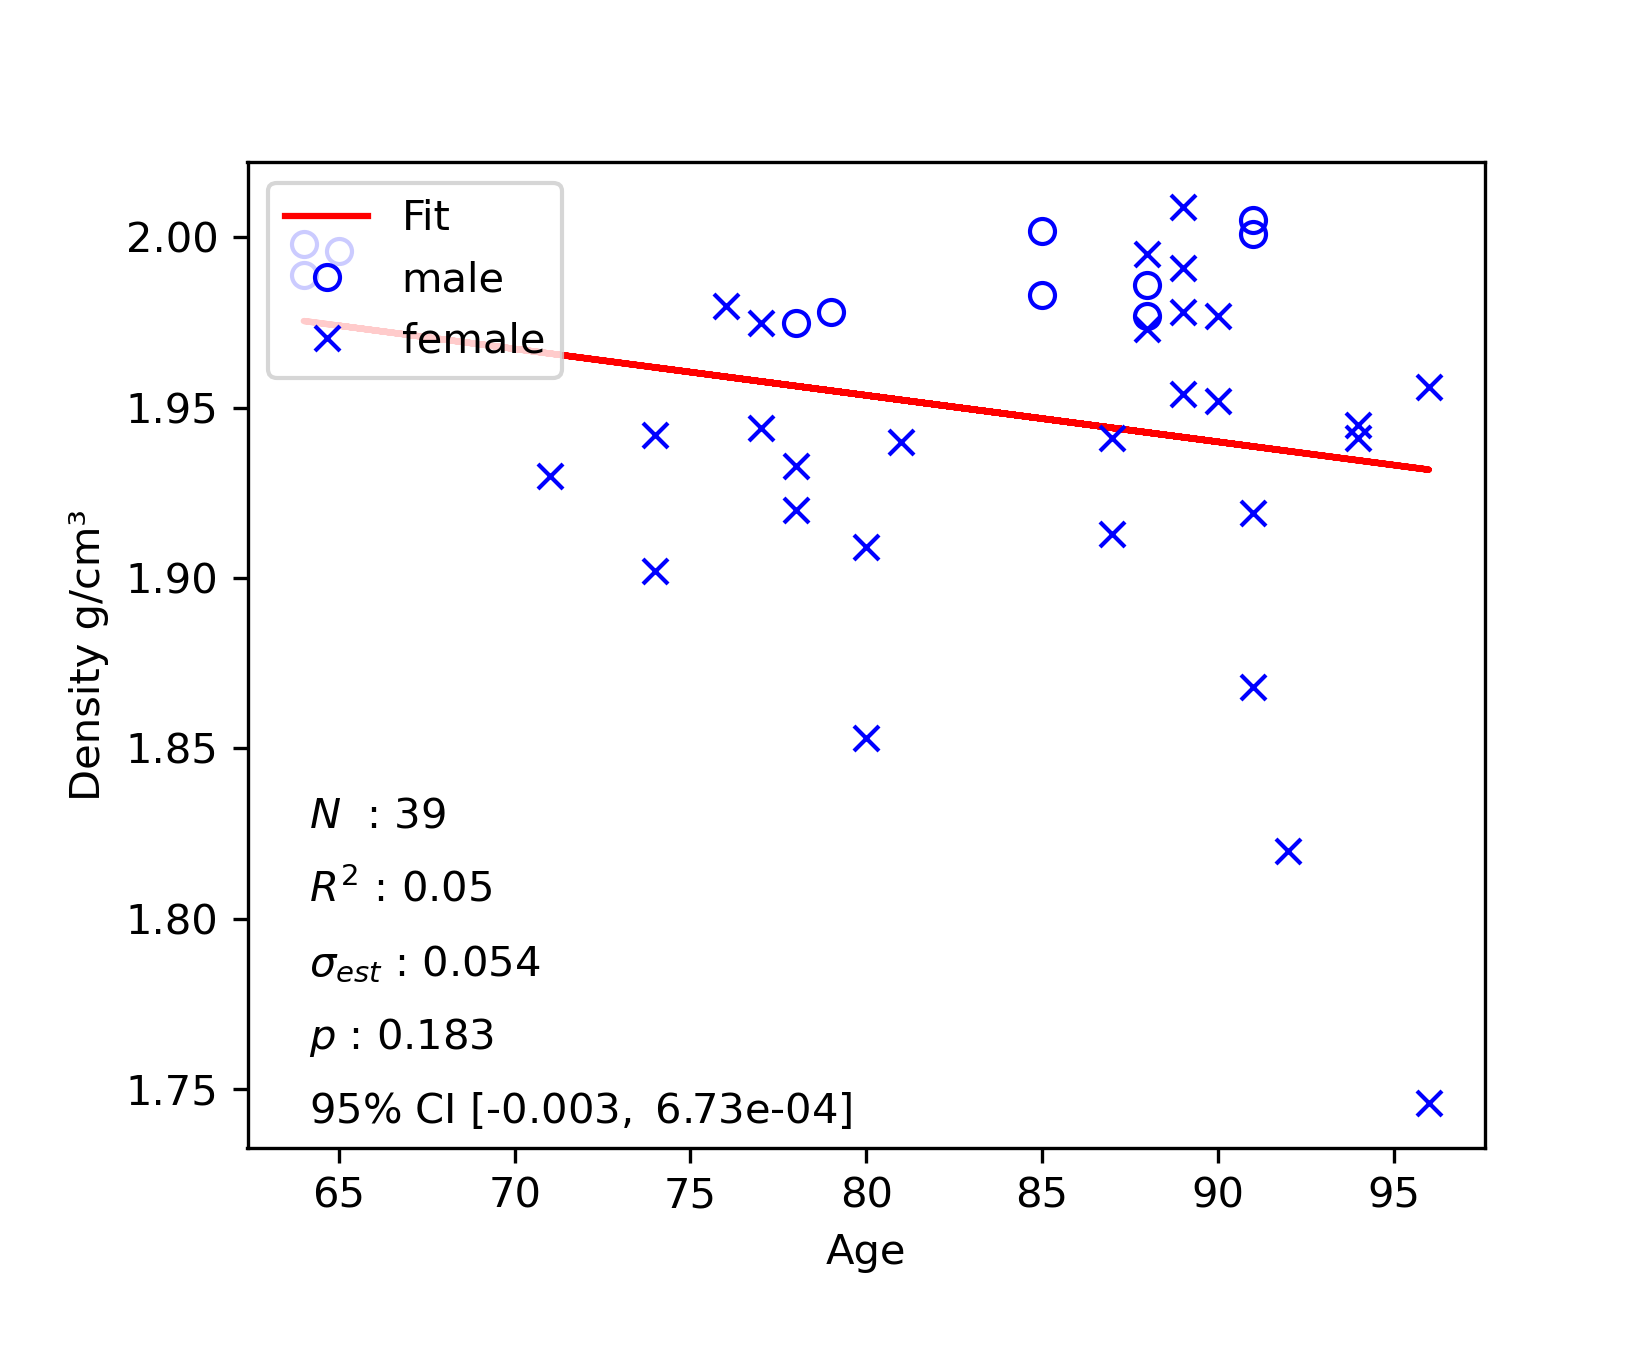 Fit
male
female
2.00
1.95
1.90
1.85
1.80
1.75
Density g/cm³
N : 39
R² : 0.05
σest : 0.054
p : 0.183
95% CI [-0.003, 6.73e-04]
65 70 75 80 85 90 95
Age